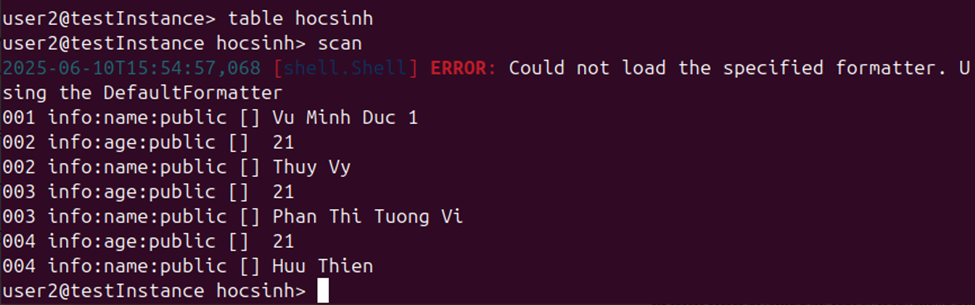 user2@testInstance> table hocsinh
user2@testInstance hocsinh> scan
2025-06-10T15:54:57,068 [shell.Shell] ERROR: Could not load the specified formatter. U
sing the DefaultFormatter
001 info:name:public [] Vu Minh Duc 1
002 info:age:public []  21
002 info:name:public [] Thuy Vy
003 info:age:public []  21
003 info:name:public [] Phan Thi Tuong Vi
004 info:age:public []  21
004 info:name:public [] Huu Thien
user2@testInstance hocsinh>